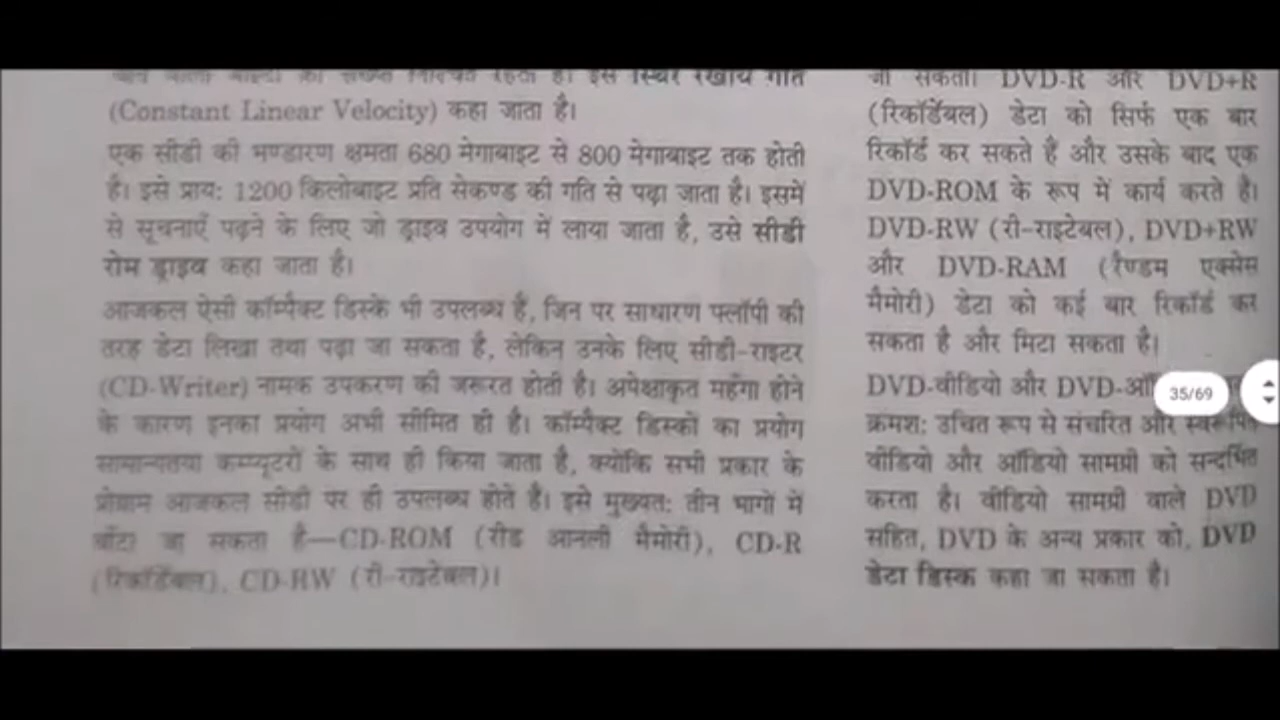 इसे स्थिर रेखीय गति
(Constant Linear Velocity) कहा जाता है।
एक सीडी की भण्डारण क्षमता 680 मेगाबाइट से 800 मेगाबाइट तक होती
है। इसे प्राय: 1200 किलोबाइट प्रति सेकण्ड की गति से पढ़ा जाता है। इसमें
से सूचनाएँ पढ़ने के लिए जो ड्राइव उपयोग में लाया जाता है, उसे सीडी
रोम ड्राइव कहा जाता है।
आजकल ऐसी कॉम्पैक्ट डिस्कें भी उपलब्ध हैं, जिन पर साधारण फ्लॉपी की
तरह डेटा लिखा तथा पढ़ा जा सकता है, लेकिन उनके लिए सीडी-राइटर
(CD-Writer) नामक उपकरण की जरूरत होती है। अपेक्षाकृत महँगा होने
के कारण इनका प्रयोग अभी सीमित ही है। कॉम्पैक्ट डिस्कों का प्रयोग
सामान्यतया कम्प्यूटरों के साथ ही किया जाता है, क्योंकि सभी प्रकार के
प्रोग्राम आजकल सीडी पर ही उपलब्ध होते हैं। इसे मुख्यत: तीन भागों में
बाँटा जा सकता है—CD-ROM (रीड आनली मैमोरी), CD-R
(रिकॉर्डेबल), CD-RW (री-राइटेबल)।
जा सकता। DVD-R और DVD+R
(रिकॉर्डेबल) डेटा को सिर्फ एक बार
रिकॉर्ड कर सकते हैं और उसके बाद एक
DVD-ROM के रूप में कार्य करते हैं।
DVD-RW (री-राइटेबल), DVD+RW
और DVD-RAM (रैण्डम एक्सेस
मैमोरी) डेटा को कई बार रिकॉर्ड कर
सकता है और मिटा सकता है।
DVD-वीडियो और
क्रमश: उचित रूप से संचरित और स्वरूपित
वीडियो और ऑडियो सामग्री को सन्दर्भित
करता है। वीडियो सामग्री वाले DVD
सहित, DVD के अन्य प्रकार को, DVD
डेटा डिस्क कहा जा सकता है।
35/69